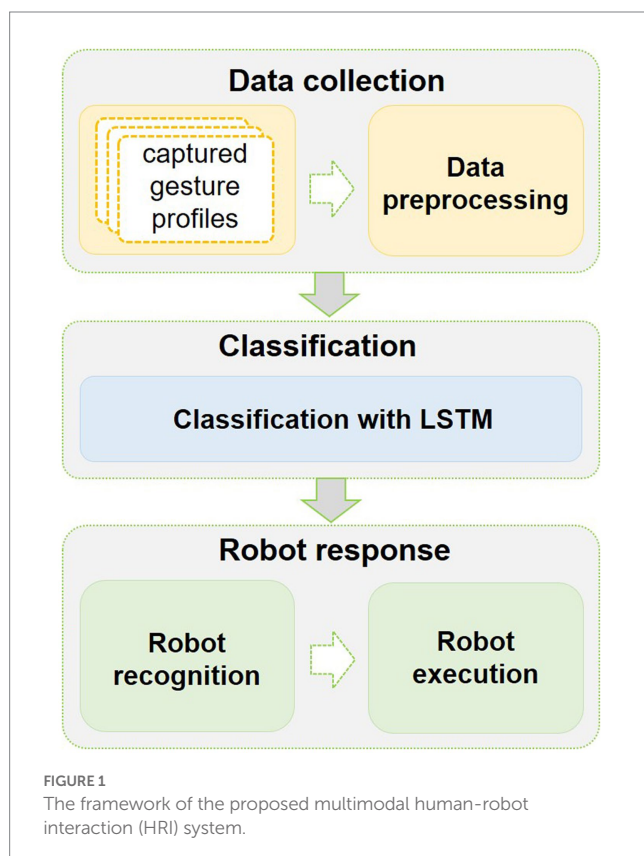 Data collection
captured
gesture
profiles
Data
preprocessing
Classification
Classification with LSTM
Robot response
Robot
recognition
Robot
execution
FIGURE 1
The framework of the proposed multimodal human-robot
interaction (HRI) system.